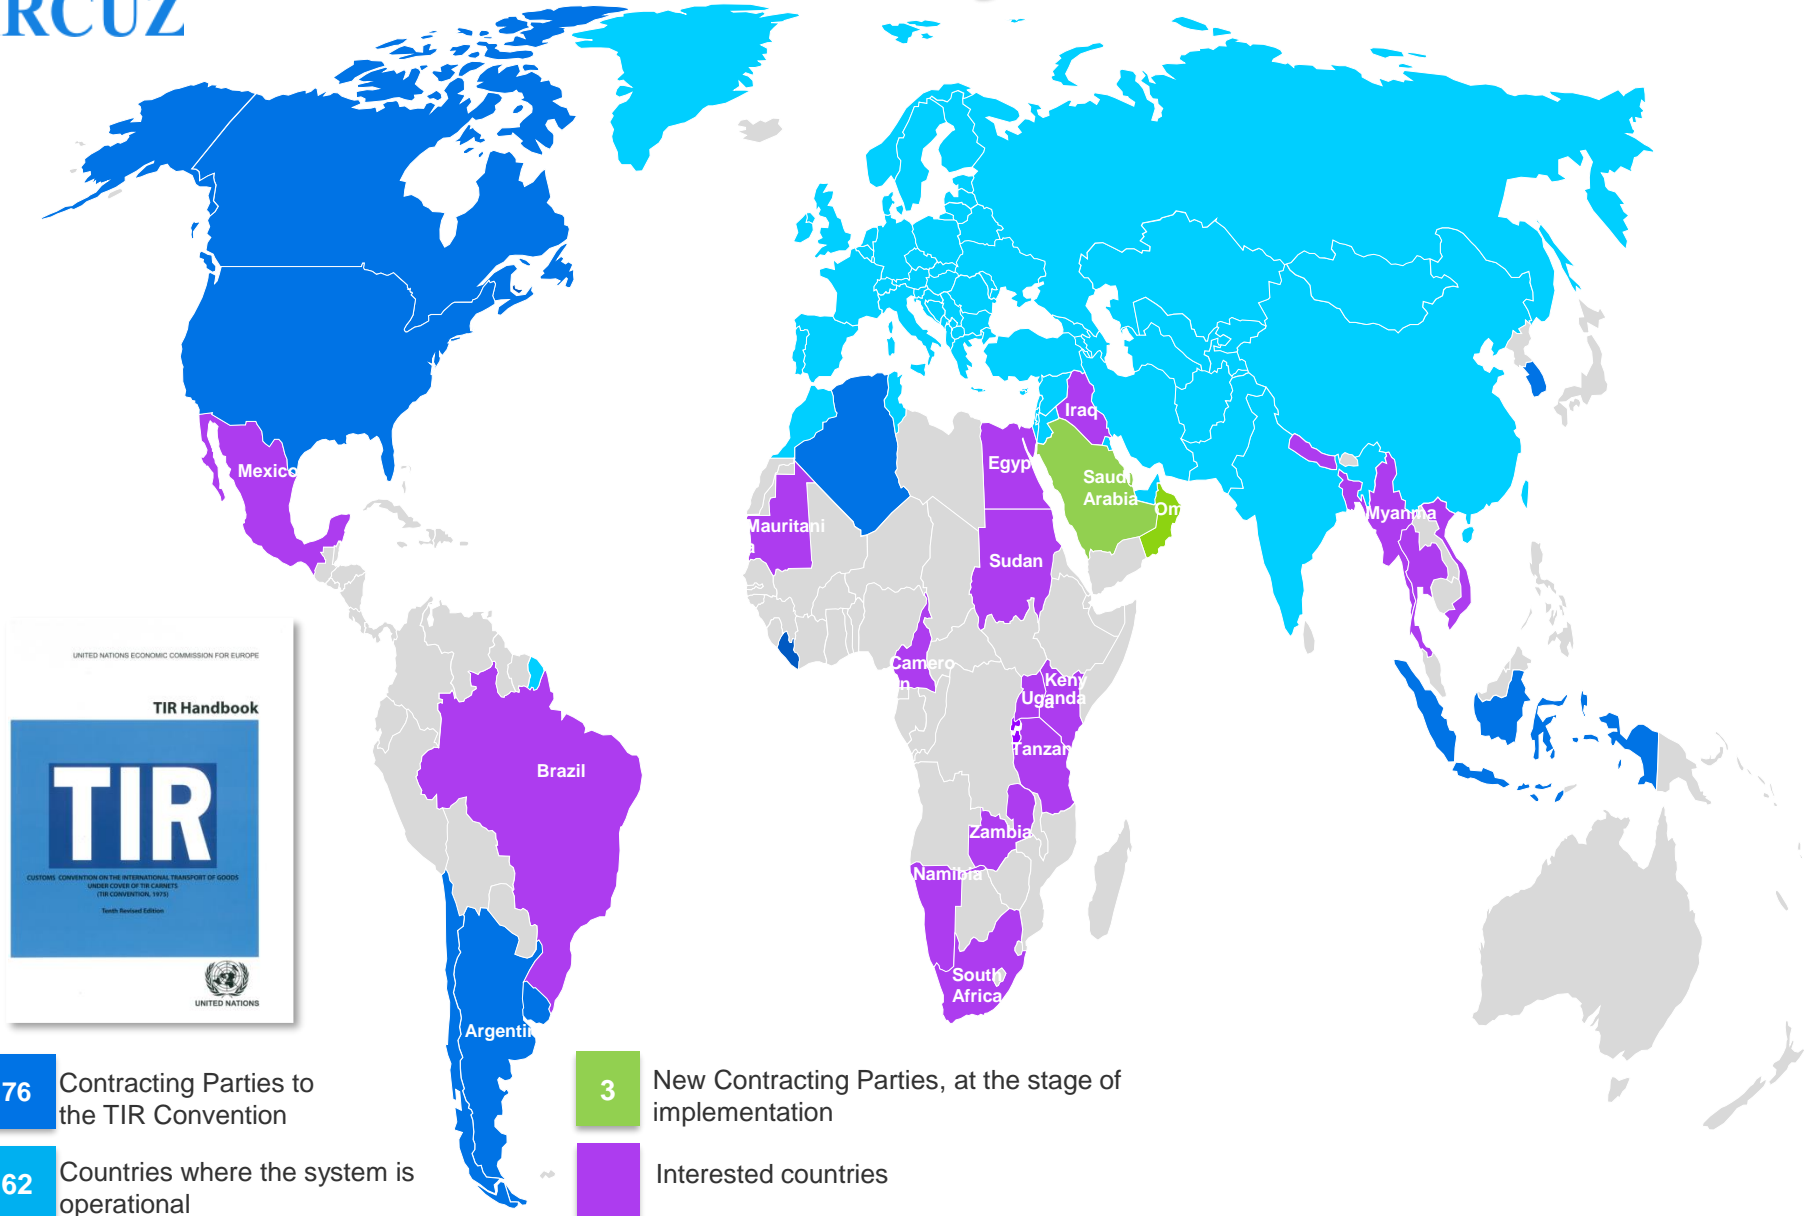 RCUZ
Mexico
Iraq
Egyp
Saudi
Arabia
Om
Mauritani
a
Sudan
Myanma
Camero
n
Keny
a
Uganda
Tanzan
Brazil
Zambia
Namibia
South
Africa
Argenti
UNITED NATIONS ECONOMIC COMMISSION FOR EUROPE
TIR Handbook
TIR
CUSTOMS CONVENTION ON THE INTERNATIONAL TRANSPORT OF GOODS
UNDER COVER OF TIR CARNETS
(TIR CONVENTION, 1975)
Tenth Revised Edition
UNITED NATIONS
76
Contracting Parties to
the TIR Convention
3
New Contracting Parties, at the stage of
implementation
62
Countries where the system is
operational
Interested countries